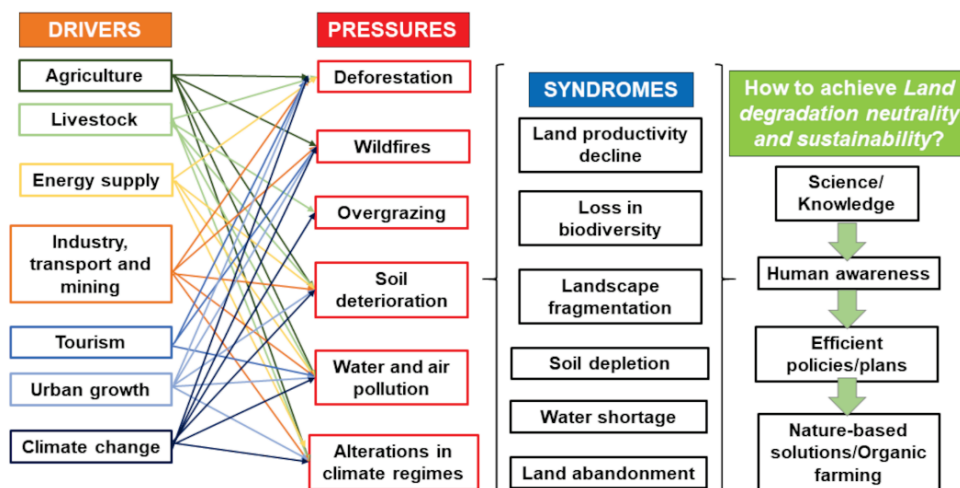 DRIVERS
Agriculture
Livestock
Energy supply
Industry,
transport and
mining
Tourism
Urban growth
Climate change
PRESSURES
Deforestation
Wildfires
Overgrazing
Soil
deterioration
Water and air
pollution
Alterations in
climate regimes
SYNDROMES
Land productivity
decline
Loss in
biodiversity
Landscape
fragmentation
Soil depletion
Water shortage
Land abandonment
How to achieve Land
degradation neutrality
and sustainability?
Science/
Knowledge
Human awareness
Efficient
policies/plans
Nature-based
solutions/Organic
farming